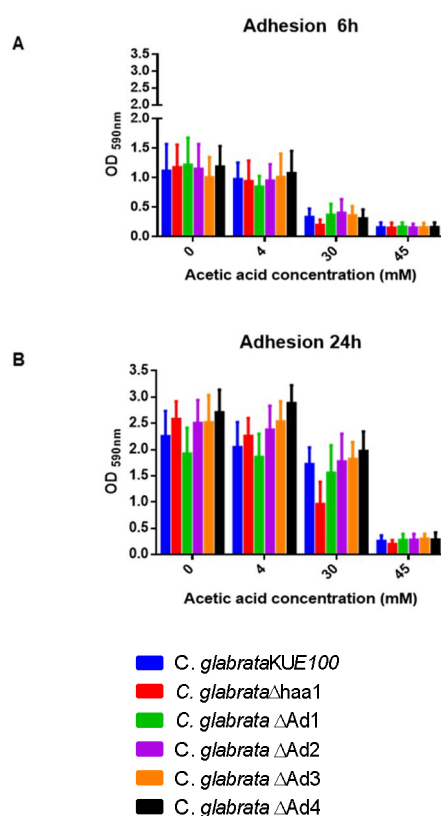 Adhesion 6h
A
3.5
3.0
2.5
2.0
2.0
1.5
1.0
0.5
0.0
OD 590nm
0 4 30 45
Acetic acid concentration (mM)
Adhesion 24h
B
3.5
3.0
2.5
2.0
1.5
1.0
0.5
0.0
OD 590nm
0 4 30 45
Acetic acid concentration (mM)
C. glabrataKUE100
C. glabrataΔhaa1
C. glabrata ΔAd1
C. glabrata ΔAd2
C. glabrata ΔAd3
C. glabrata ΔAd4